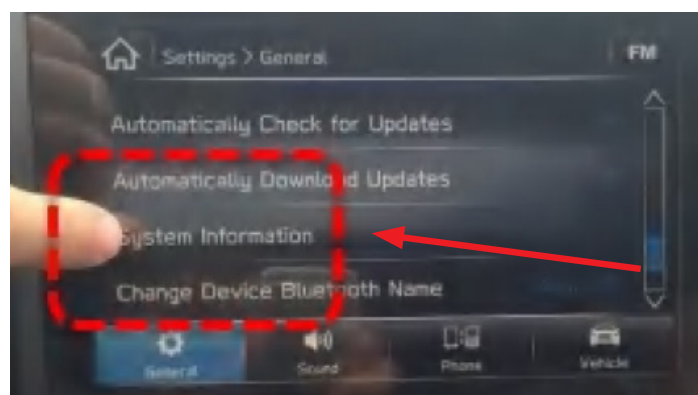 Settings > General
FM
Automatically Check for Updates
Automatically Download Updates
System Information
Change Device Bluetooth Name
General
Sound
Phone
Vehicle